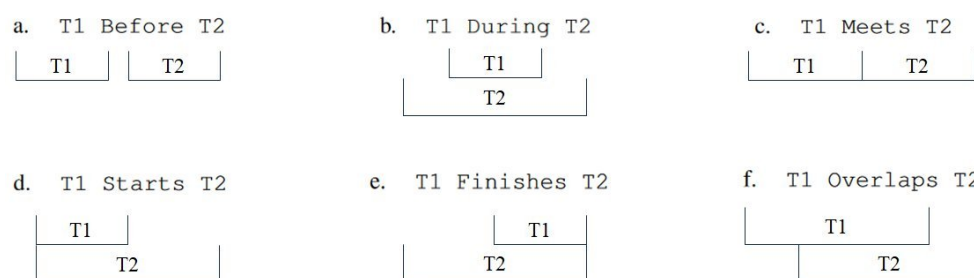 a. T1 Before T2
T1 T2
b. T1 During T2
T1
T2
c. T1 Meets T2
T1 T2
d. T1 Starts T2
T1
T2
e. T1 Finishes T2
T1
T2
f. T1 Overlaps T2
T1
T2